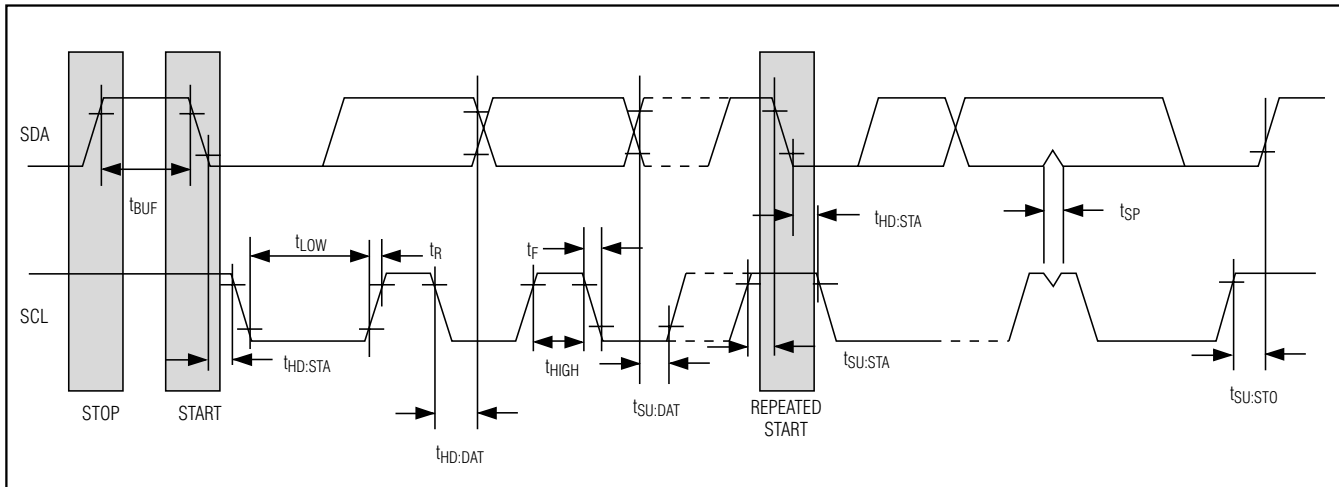 SDA
tBUF
tHD:STA
tSP
tLOW
tR
tF
SCL
tHD:STA
tHIGH
tSU:STA
tSU:DAT
tSU:STO
STOP
START
REPEATED
START
tHD:DAT